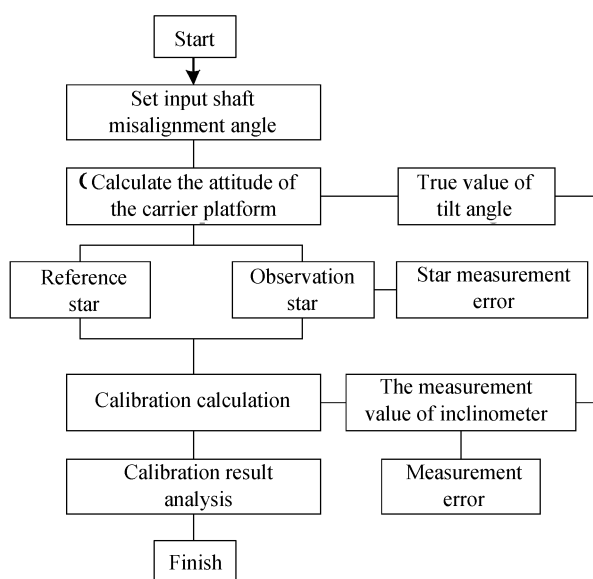 Start
Set input shaft
misalignment angle
(Calculate the attitude of
the carrier platform
True value of
tilt angle
Reference
star
Observation
star
Star measurement
error
Calibration calculation
The measurement
value of inclinometer
Calibration result
analysis
Measurement
error
Finish